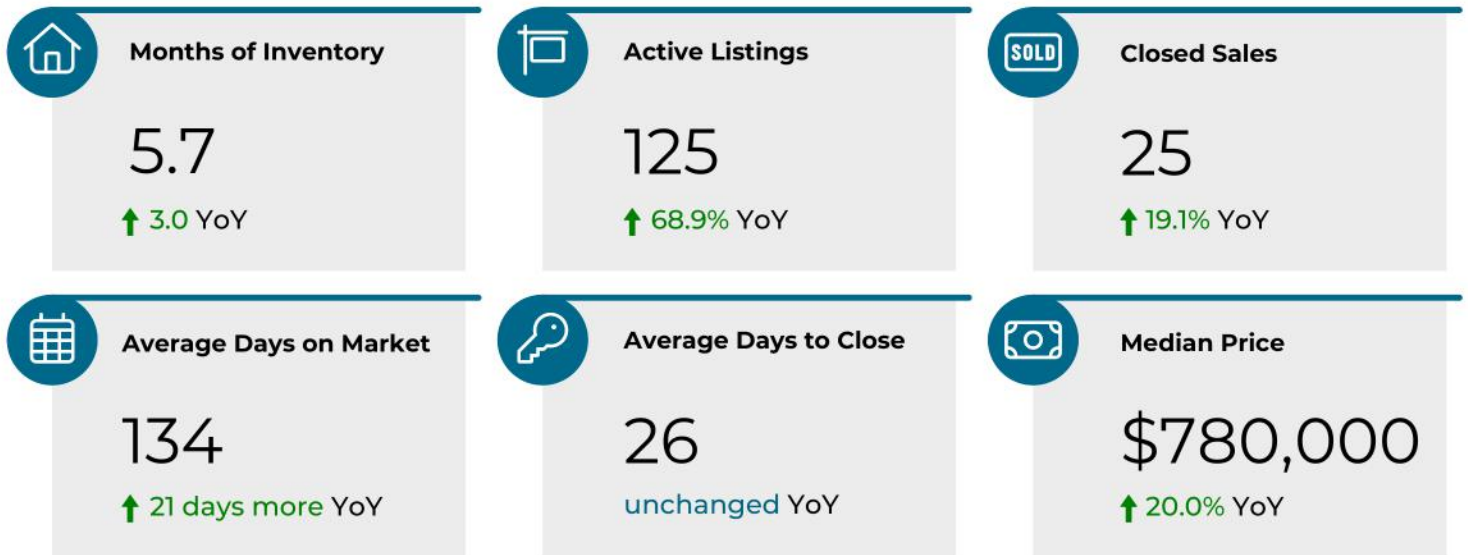 Months of Inventory
5.7
↑ 3.0 YoY
Active Listings
125
↑ 68.9% YoY
SOLD
Closed Sales
25
↑ 19.1% YoY
Average Days on Market
134
↑ 21 days more YoY
Average Days to Close
26
unchanged YoY
Median Price
$780,000
↑ 20.0% YoY